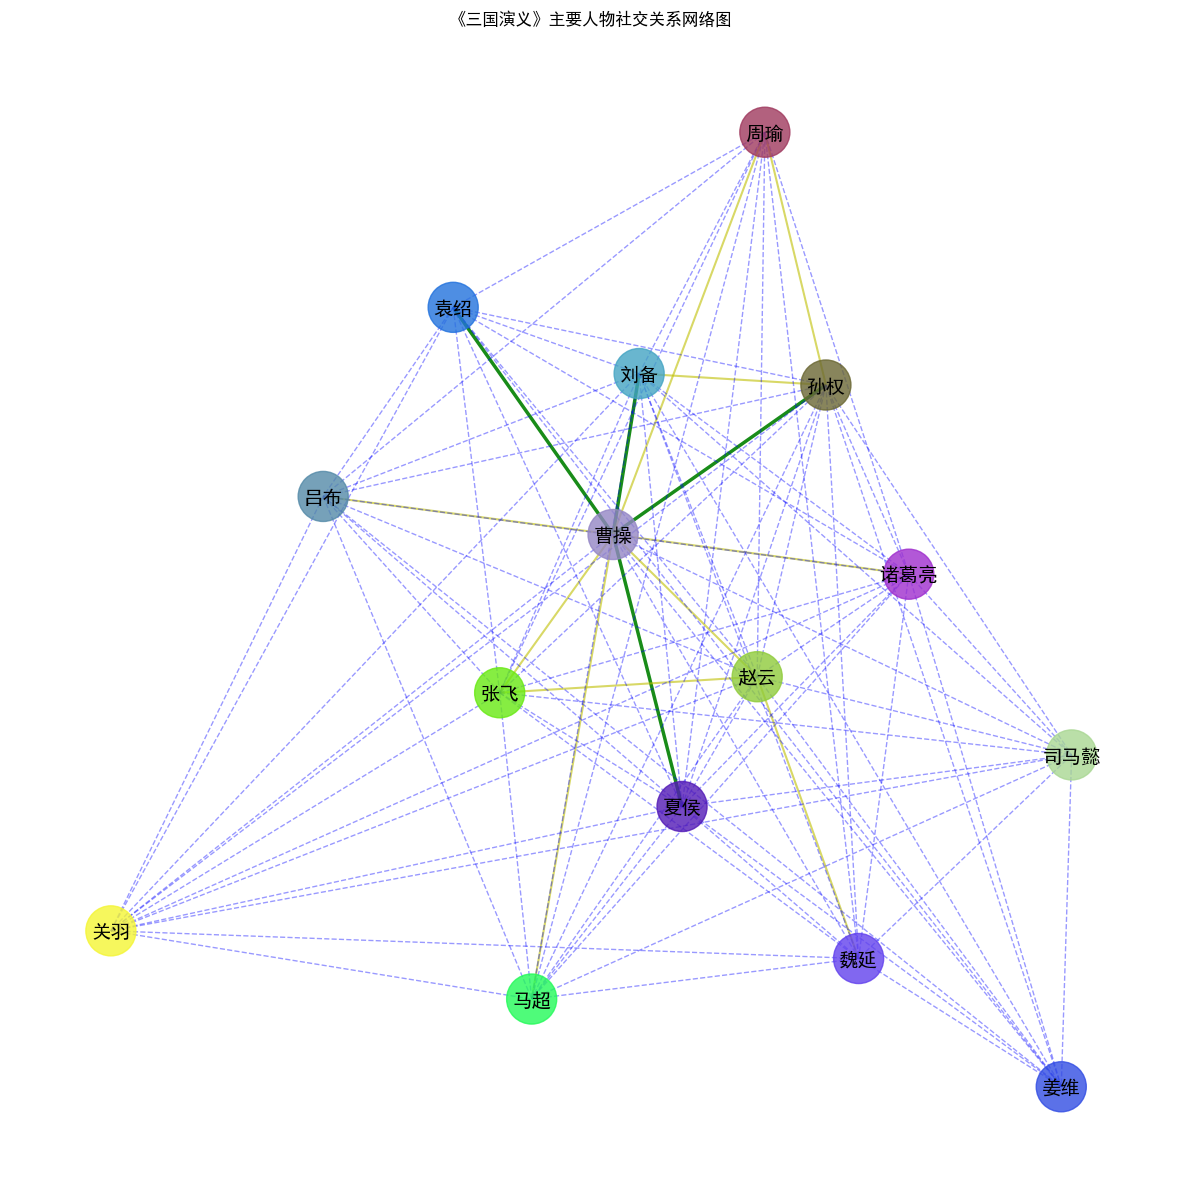 《三国演义》主要人物社交关系网络图
周瑜
袁绍
刘备
孙权
吕布
曹操
诸葛亮
赵云
张飞
司马懿
夏侯
关羽
魏延
马超
姜维